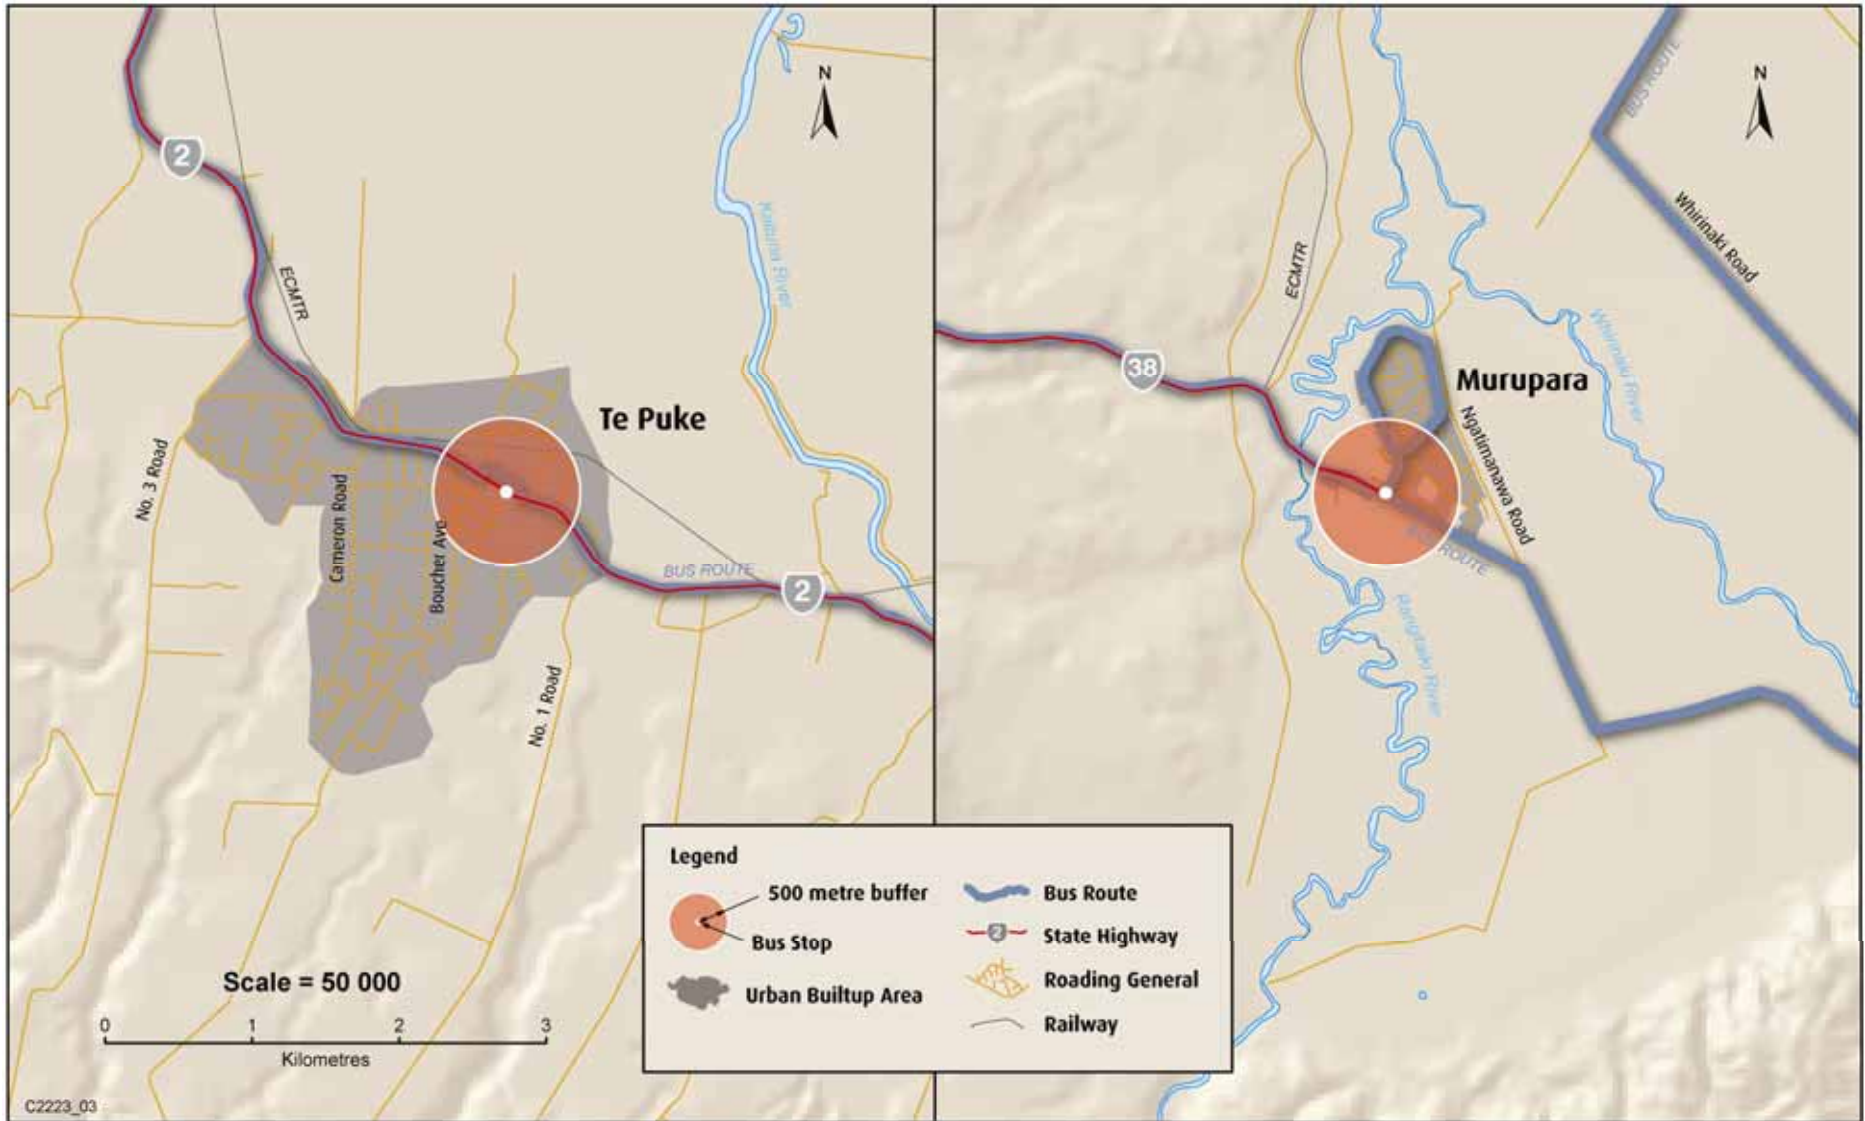 N
2
ECMTR
Kaituna River
Te Puke
No. 3 Road
Cameron Road
Boucher Ave.
BUS ROUTE
2
No. 1 Road
Scale = 50 000
0 1 2 3
Kilometres
C2223_03
N
BUS ROUTE
Whirinaki Road
ECMTR
38
Whirinaki River
Murupara
Ngatimanawa Road
BUS ROUTE
Rangitaiki River
Legend
500 metre buffer
Bus Stop
Urban Builtup Area
Bus Route
2
State Highway
Roading General
Railway